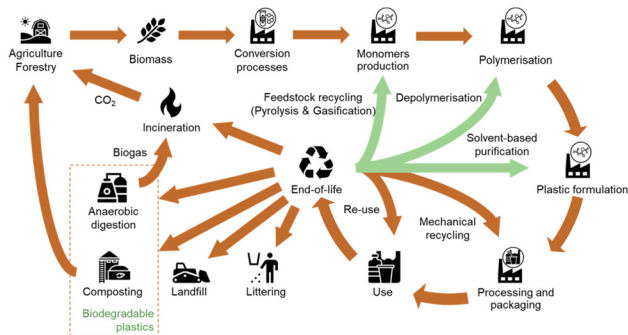 Agriculture
Forestry
Biomass
Conversion
processes
Monomers
production
Polymerisation
CO2
Incineration
Feedstock recycling
(Pyrolysis & Gasification)
Depolymerisation
Solvent-based
purification
Biogas
End-of-life
Plastic formulation
Anaerobic
digestion
Re-use
Mechanical
recycling
Composting
Landfill
Littering
Use
Processing and
packaging
Biodegradable
plastics